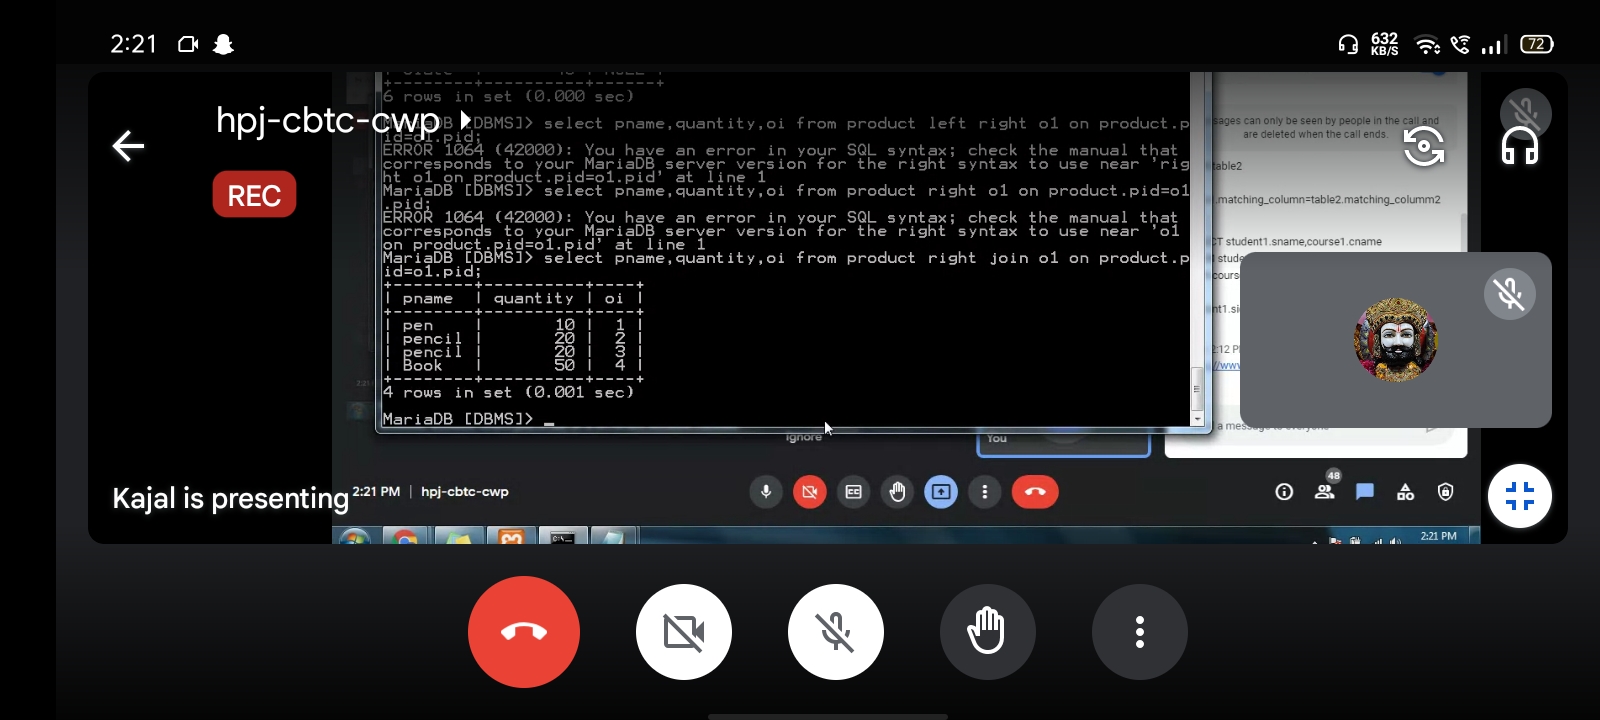 2:21
632
KB/S
72
hpj-cbtc-cwp
REC
6 rows in set (0.000 sec)
MariaDB [DBMS]> select pname,quantity,oi from product left right o1 on product.p
id=o1.pid;
ERROR 1064 (42000): You have an error in your SQL syntax; check the manual that
corresponds to your MariaDB server version for the right syntax to use near 'rig
ht o1 on product.pid=o1.pid' at line 1
MariaDB [DBMS]> select pname,quantity,oi from product right o1 on product.pid=o1
.pid;
ERROR 1064 (42000): You have an error in your SQL syntax; check the manual that
corresponds to your MariaDB server version for the right syntax to use near 'o1
on product.pid=o1.pid' at line 1
MariaDB [DBMS]> select pname,quantity,oi from product right join o1 on product.p
id=o1.pid;
+--------+----------+----+
| pname | quantity | oi |
+--------+----------+----+
| pen | 10 | 1 |
| pencil | 20 | 2 |
| pencil | 20 | 3 |
| Book | 50 | 4 |
+--------+----------+----+
4 rows in set (0.001 sec)
MariaDB [DBMS]> _
sages can only be seen by people in the call and
are deleted when the call ends.
table2
.matching_column=table2.matching_columm2
CT student1.sname,course1.cname
stude
cours
nt1.si
2:12 P
//www
a message to everyone
Ignore
You
Kajal is presenting
2:21 PM | hpj-cbtc-cwp
48
2:21 PM